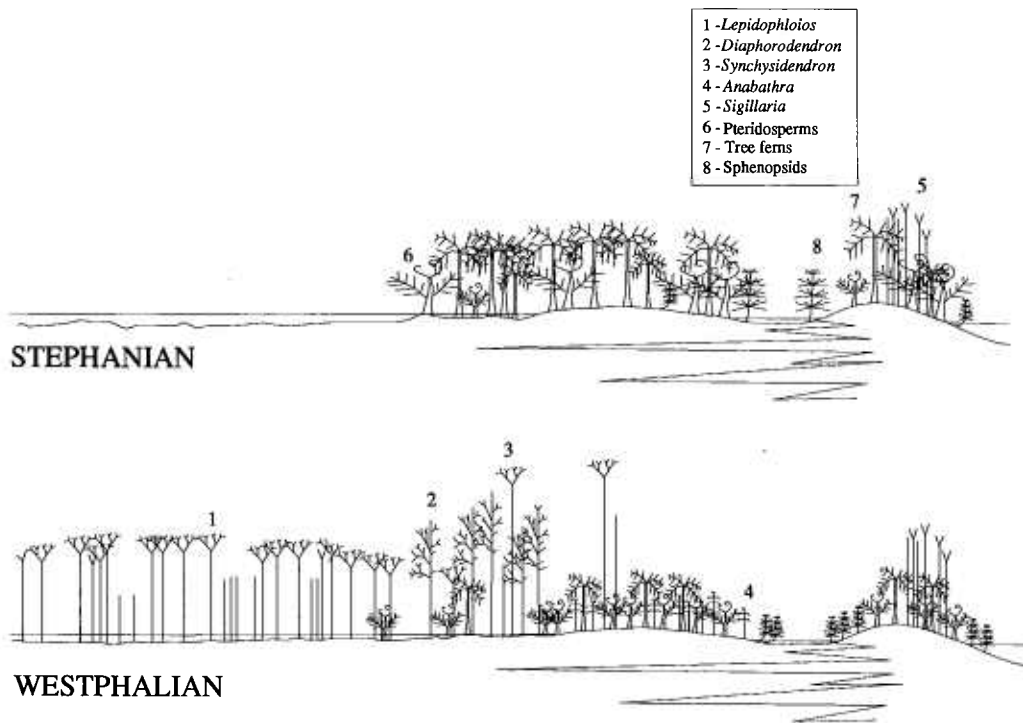 1 - Lepidophloios
2 - Diaphorodendron
3 - Synchysidendron
4 - Anabathra
5 - Sigillaria
6 - Pteridosperms
7 - Tree ferns
8 - Sphenopsids
5
7
6
8
STEPHANIAN
3
2
1
4
WESTPHALIAN